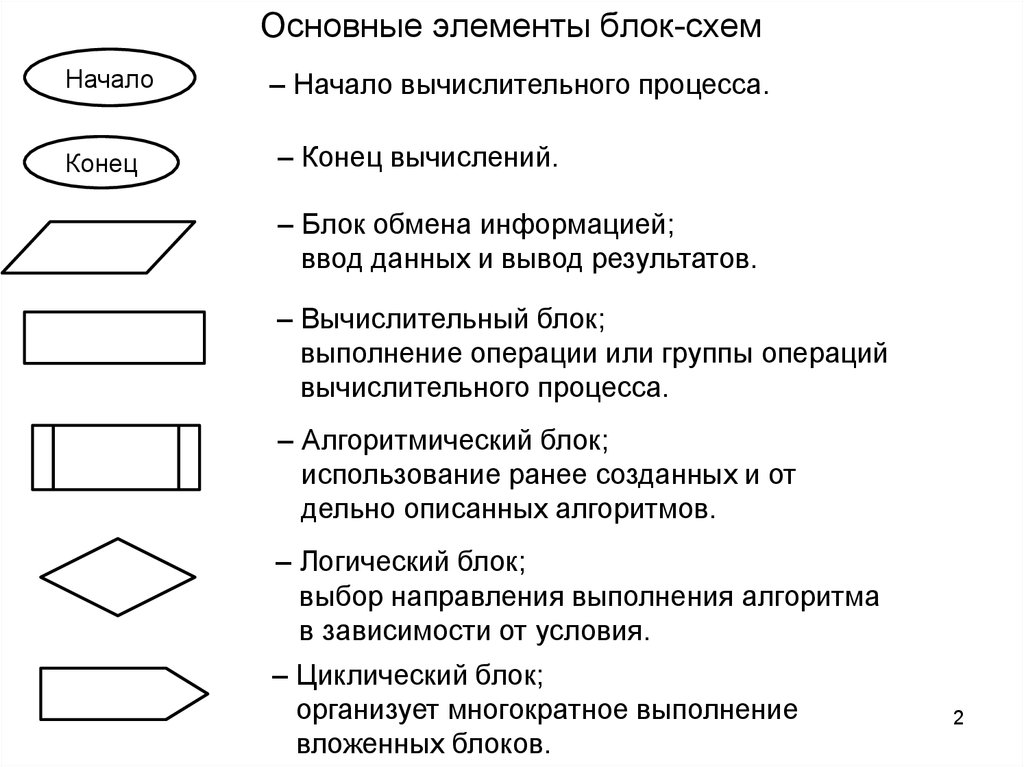 Основные элементы блок-схем
Начало
– Начало вычислительного процесса.
Конец
– Конец вычислений.
– Блок обмена информацией;
ввод данных и вывод результатов.
– Вычислительный блок;
выполнение операции или группы операций
вычислительного процесса.
– Алгоритмический блок;
использование ранее созданных и от
дельно описанных алгоритмов.
– Логический блок;
выбор направления выполнения алгоритма
в зависимости от условия.
– Циклический блок;
организует многократное выполнение
вложенных блоков.
2